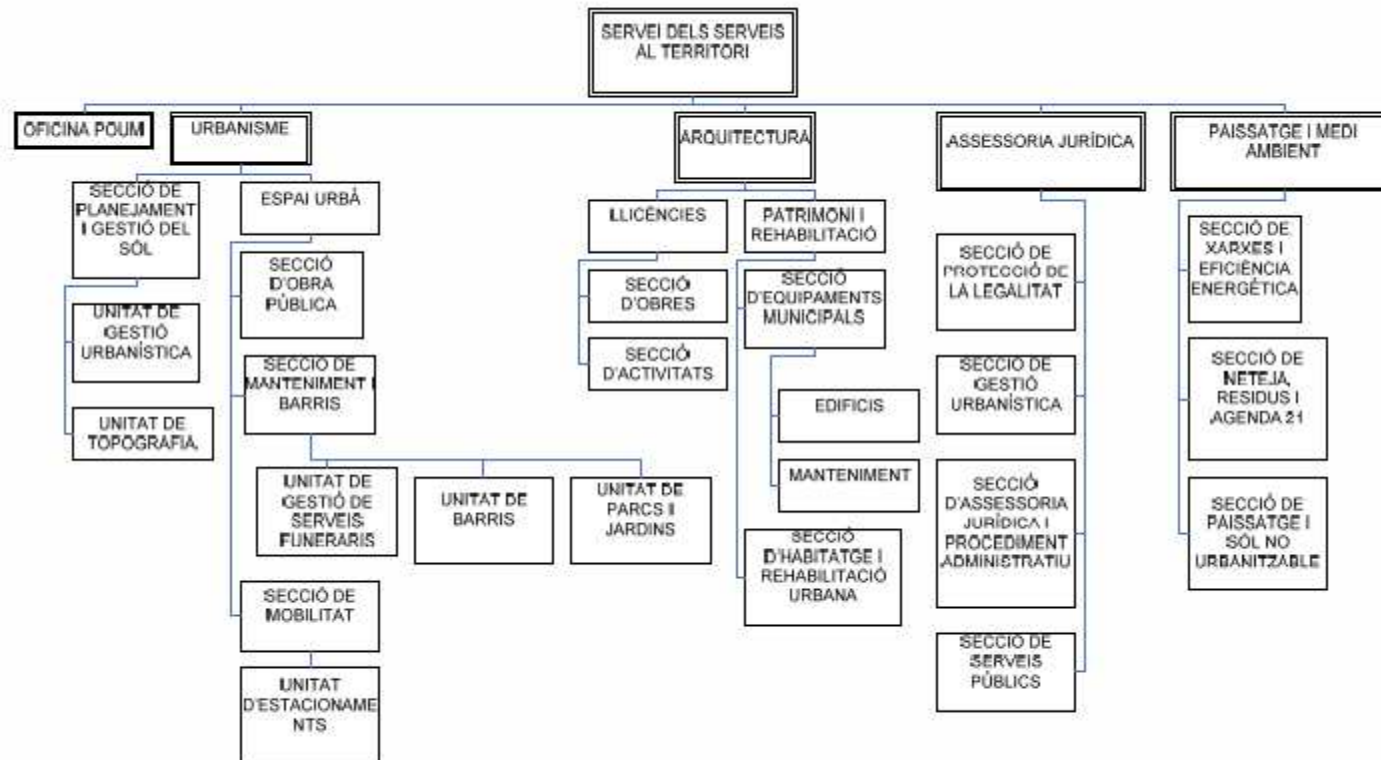 SERVEI DELS SERVEIS
AL TERRITORI
OFICINA POUM
URBANISME
ARQUITECTURA
ASSESSORIA JURÍDICA
PAISSATGE I MEDI
AMBIENT
SECCIÓ DE
PLANEJAMENT
I GESTIÓ DEL
SÒL
UNITAT DE
GESTIÓ
URBANÍSTICA
UNITAT DE
TOPOGRAFIA
ESPAI URBÀ
SECCIÓ
D'OBRA
PÚBLICA
SECCIÓ DE
MANTENIMENT I
BARRIS
UNITAT DE
GESTIÓ DE
SERVEIS
FUNERARIS
UNITAT DE
BARRIS
UNITAT DE
PARCS I
JARDINS
SECCIÓ DE
MOBILITAT
UNITAT
D'ESTACIONAME
NTS
LLICÈNCIES
SECCIÓ
D'OBRES
SECCIÓ
D'ACTIVITATS
PATRIMONI I
REHABILITACIÓ
SECCIÓ
D'EQUIPAMENTS
MUNICIPALS
EDIFICIS
MANTENIMENT
SECCIÓ
D'HABITATGE I
REHABILITACIÓ
URBANA
SECCIÓ DE
PROTECCIÓ DE
LA LEGALITAT
SECCIÓ DE
GESTIÓ
URBANÍSTICA
SECCIÓ
D'ASSESSORIA
JURÍDICA I
PROCEDIMENT
ADMINISTRATIU
SECCIÓ DE
SERVEIS
PÚBLICS
SECCIÓ DE
XARXES I
EFICIÈNCIA
ENERGÈTICA
SECCIÓ DE
NETEJA,
RESIDUS I
AGENDA 21
SECCIÓ DE
PAISSATGE I
SÒL NO
URBANITZABLE